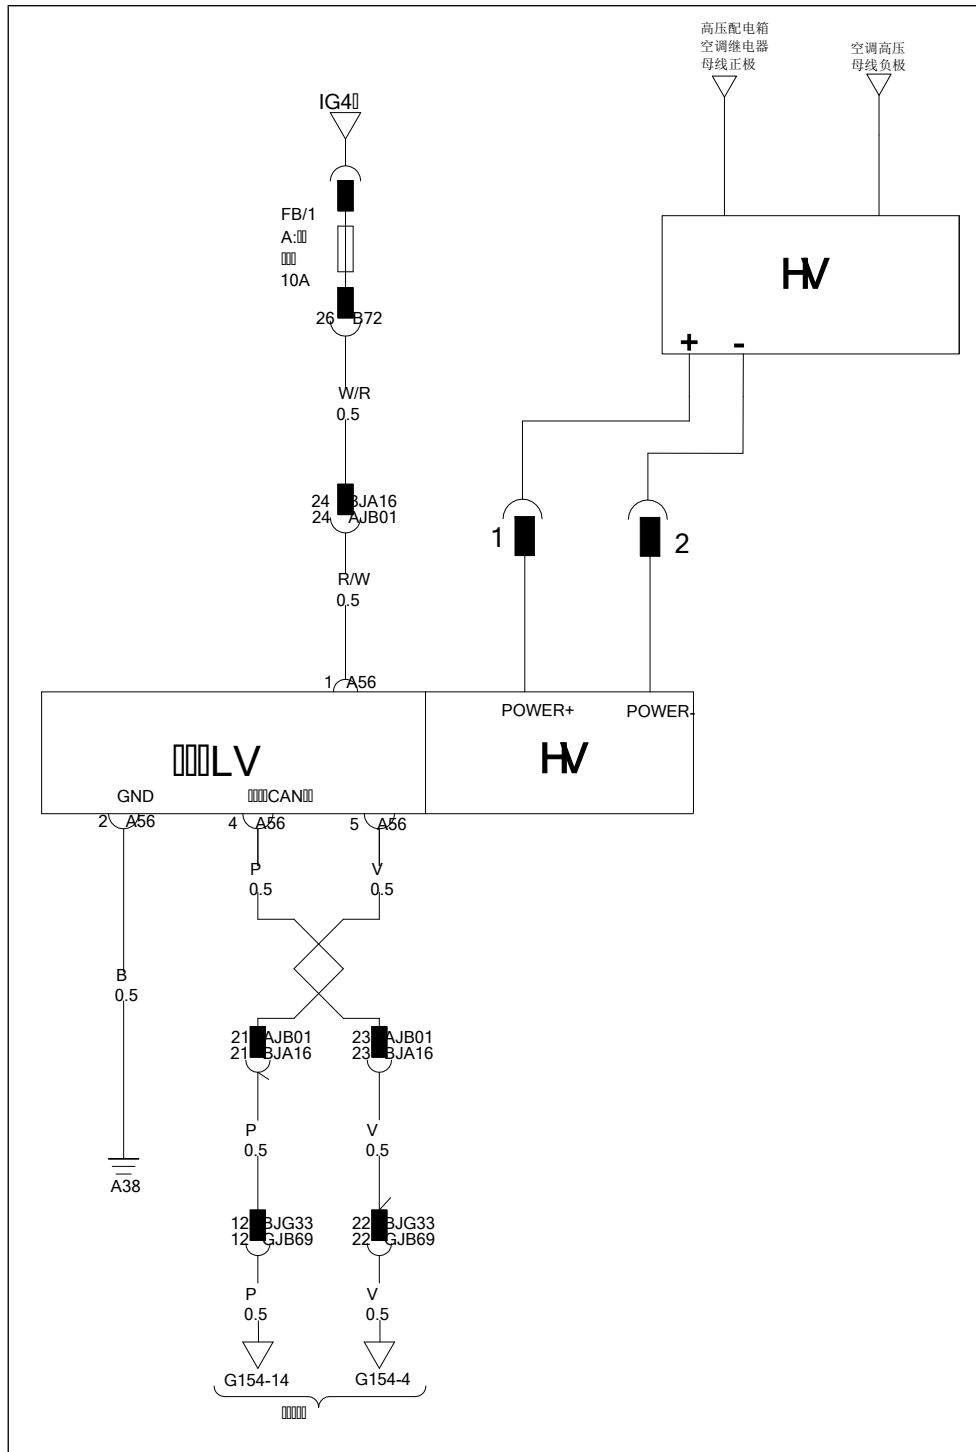 高压配电箱
空调继电器
母线正极
空调高压
母线负极
IG4
FB/1
A:
10A
26 B72
W/R
0.5
24 BJA16
24 AJB01
R/W
0.5
1 A56
HV
+ -
1
2
POWER+
POWER-
LV
HV
GND
CAN
2 A56
4 A56
5 A56
P
0.5
V
0.5
B
0.5
21 AJB01
21 BJA16
23 AJB01
23 BJA16
P
0.5
V
0.5
A38
12 BJG33
12 GJB69
22 BJG33
22 GJB69
P
0.5
V
0.5
G154-14
G154-4